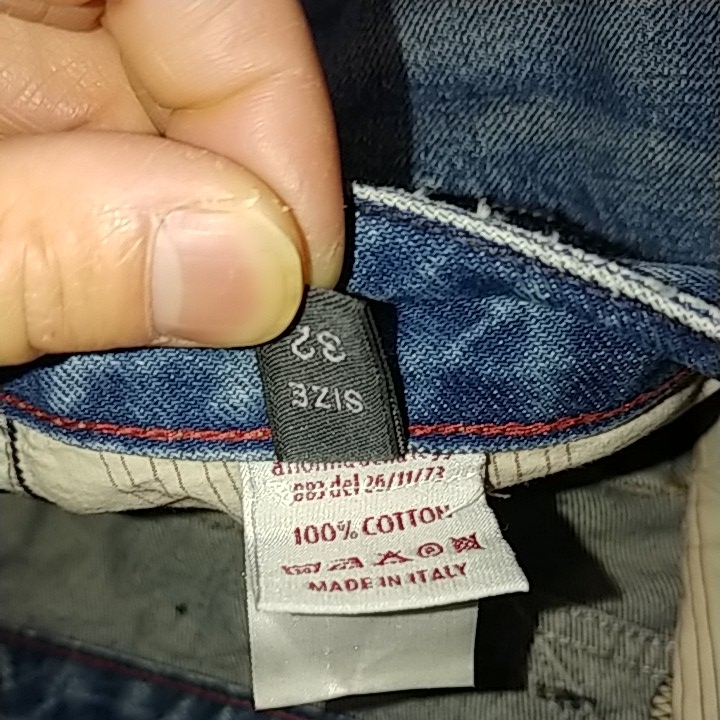 SIZE
32
883 del 26/11/73
100% COTTON
MADE IN ITALY